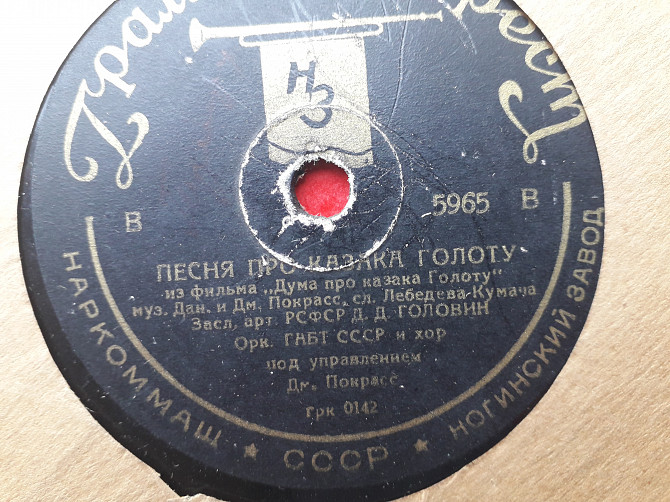 НЗ
В 5965 В
ПЕСНЯ ПРО КАЗАКА ГОЛОТУ
из фильма „Дума про казака Голоту"
муз. Дан. и Дм. Покрасс, сл. Лебедева-Кумача
Засл. арт. РСФСР Д. Д. ГОЛОВИН
Орк. ГАБТ СССР и хор
под управлением
Дм. Покрасс
грк 0142
НАРКОММАШ ★ СССР ★ НОГИНСКИЙ ЗАВОД